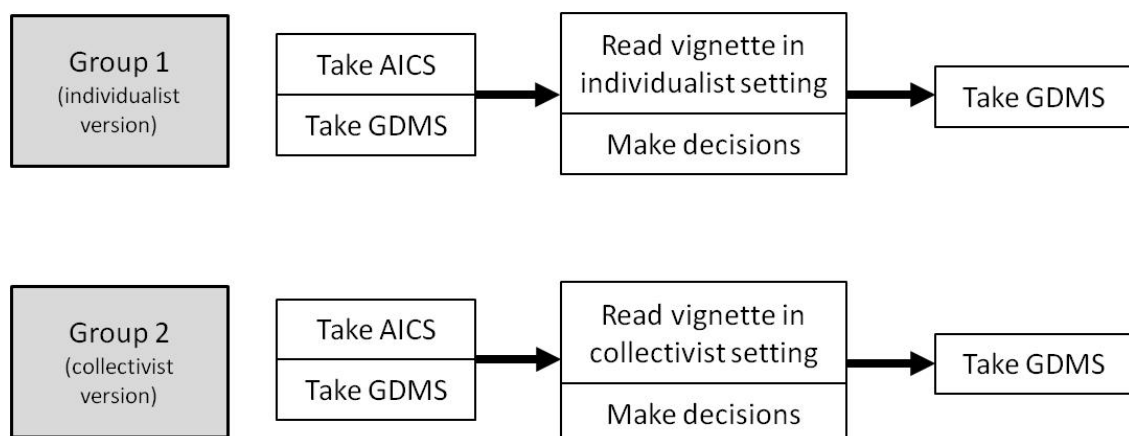 Group 1
(individualist
version)
Take AICS
Take GDMS
Read vignette in
individualist setting
Make decisions
Take GDMS
Group 2
(collectivist
version)
Take AICS
Take GDMS
Read vignette in
collectivist setting
Make decisions
Take GDMS